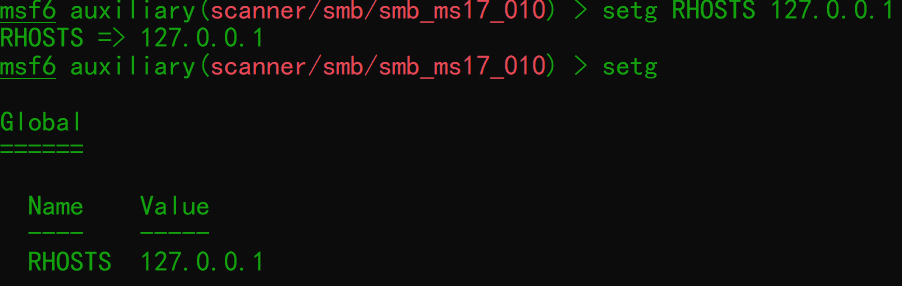 msf6 auxiliary(scanner/smb/smb_ms17_010) > setg RHOSTS 127.0.0.1
RHOSTS => 127.0.0.1
msf6 auxiliary(scanner/smb/smb_ms17_010) > setg
Global
======
Name    Value
----    -----
RHOSTS  127.0.0.1